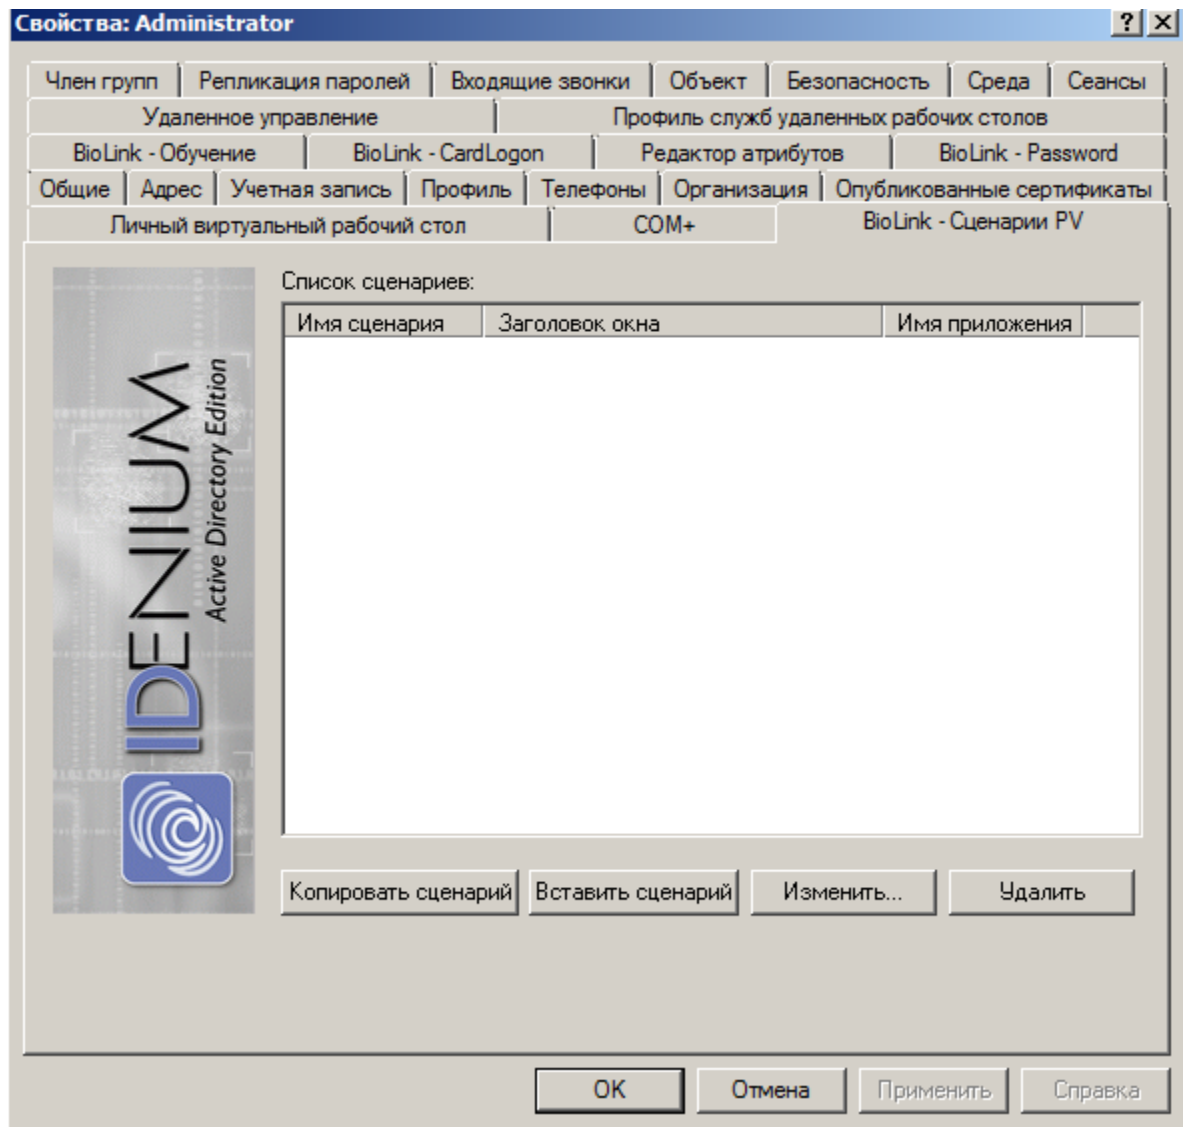 Свойства: Administrator
Член групп Репликация паролей Входящие звонки Объект Безопасность Среда Сеансы
Удаленное управление Профиль служб удаленных рабочих столов
BioLink - Обучение BioLink - CardLogon Редактор атрибутов BioLink - Password
Общие Адрес Учетная запись Профиль Телефоны Организация Опубликованные сертификаты
Личный виртуальный рабочий стол COM+ BioLink - Сценарии PV
Список сценариев:
Имя сценария Заголовок окна Имя приложения
IDENIUM
Active Directory Edition
Копировать сценарий Вставить сценарий Изменить... Удалить
OK Отмена Применить Справка